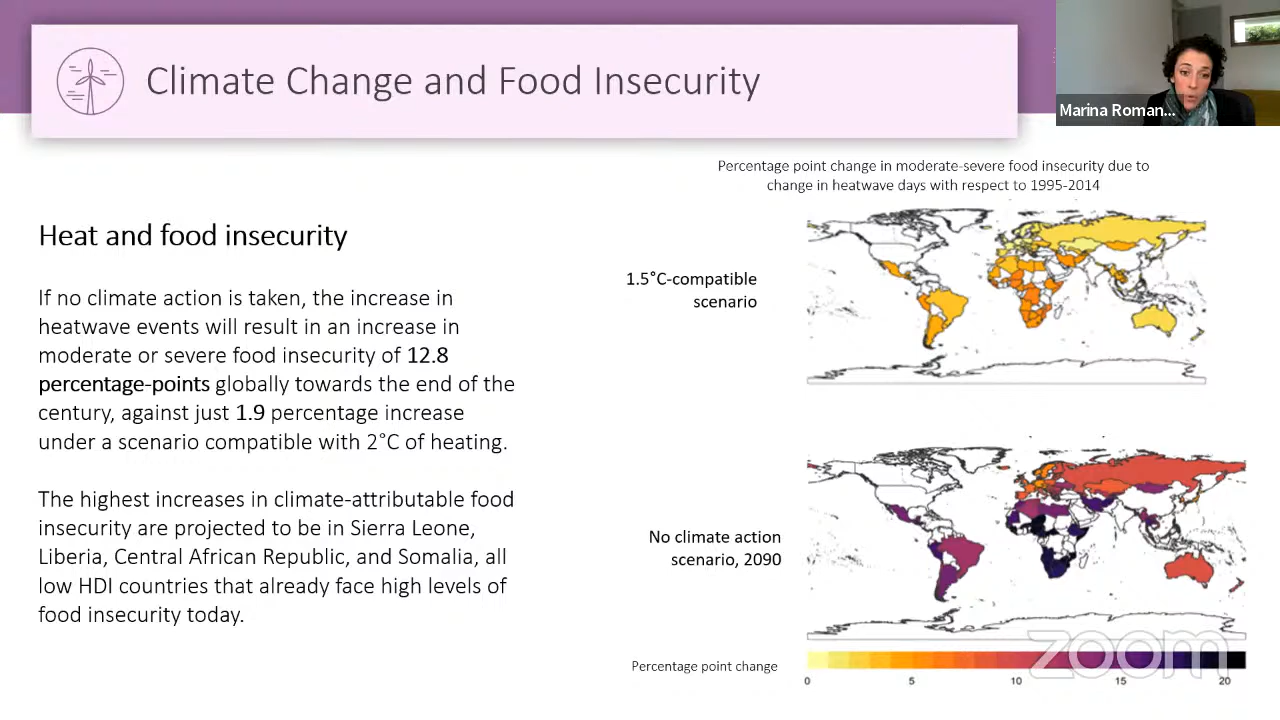 Climate Change and Food Insecurity
Marina Roman...
Percentage point change in moderate-severe food insecurity due to
change in heatwave days with respect to 1995-2014
Heat and food insecurity
If no climate action is taken, the increase in
heatwave events will result in an increase in
moderate or severe food insecurity of 12.8
percentage-points globally towards the end of the
century, against just 1.9 percentage increase
under a scenario compatible with 2°C of heating.
The highest increases in climate-attributable food
insecurity are projected to be in Sierra Leone,
Liberia, Central African Republic, and Somalia, all
low HDI countries that already face high levels of
food insecurity today.
1.5°C-compatible
scenario
No climate action
scenario, 2090
Percentage point change
0 5 10 15 20
zoom